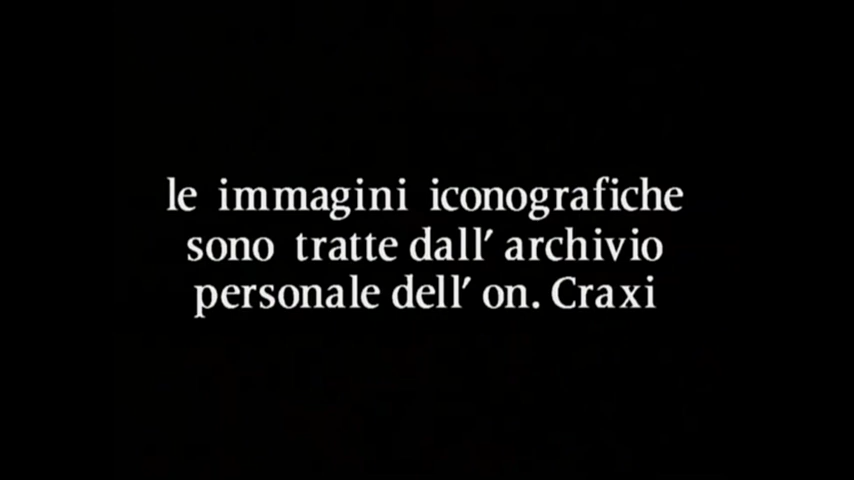 le immagini iconografiche
sono tratte dall' archivio
personale dell' on. Craxi